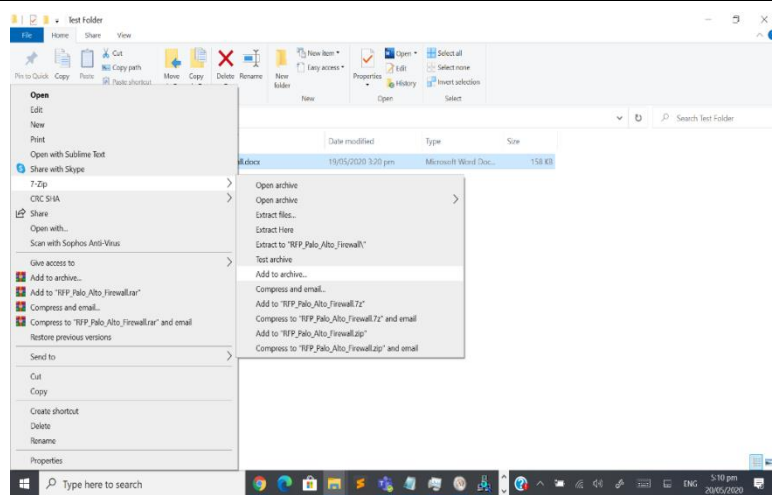 Test Folder
File Home Share View
Cut
Copy path
Paste shortcut
Pin to Quick Copy Paste
Move Copy Delete Rename
New folder
New item
Easy access
Properties
Open
Edit
History
Select all
Select none
Invert selection
New Open Select
Search Test Folder
Date modified Type Size
all.docx 19/05/2020 3:20 pm Microsoft Word Doc... 158 KB
Open
Edit
New
Print
Open with Sublime Text
Share with Skype
7-Zip
CRC SHA
Share
Open with...
Scan with Sophos Anti-Virus
Give access to
Add to archive...
Add to "RFP_Palo_Alto_Firewall.rar"
Compress and email...
Compress to "RFP_Palo_Alto_Firewall.rar" and email
Restore previous versions
Send to
Cut
Copy
Create shortcut
Delete
Rename
Properties
Open archive
Open archive
Extract files...
Extract Here
Extract to "RFP_Palo_Alto_Firewall\"
Test archive
Add to archive...
Compress and email...
Add to "RFP_Palo_Alto_Firewall.7z"
Compress to "RFP_Palo_Alto_Firewall.7z" and email
Add to "RFP_Palo_Alto_Firewall.zip"
Compress to "RFP_Palo_Alto_Firewall.zip" and email
Type here to search
ENG
5:10 pm
20/05/2020